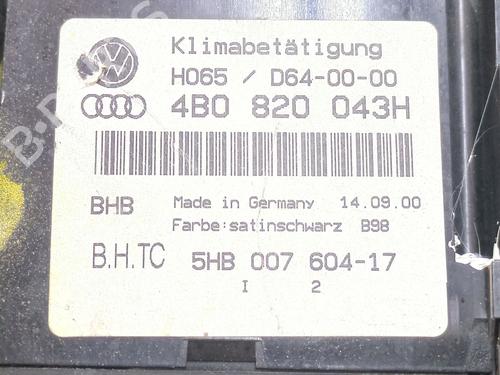 Klimabetätigung
H065 / D64-00-00
4B0 820 043H
BHB Made in Germany 14.09.00
Farbe:satinschwarz B98
B.H.TC 5HB 007 604-17
I 2